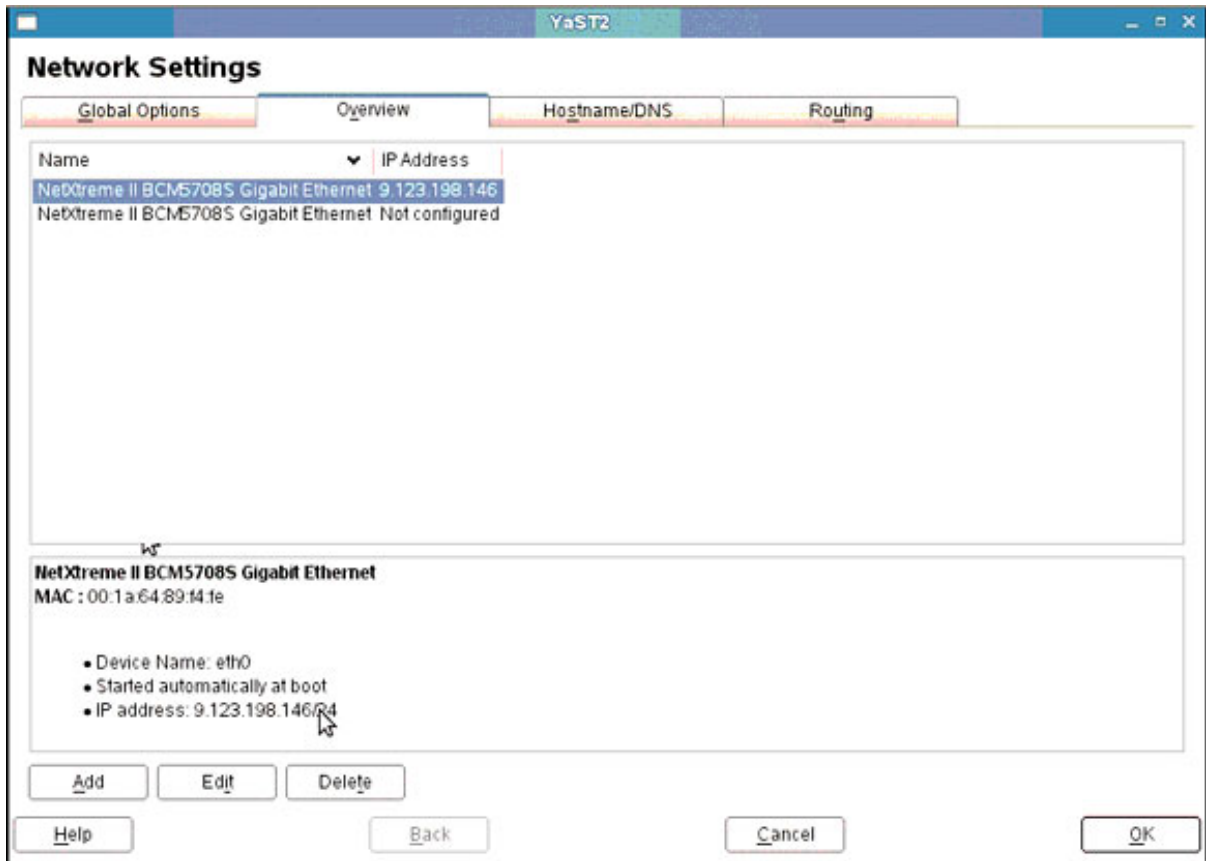 YaST2
Network Settings
Global Options Overview Hostname/DNS Routing
Name IP Address
NetXtreme II BCM5708S Gigabit Ethernet 9.123.198.146
NetXtreme II BCM5708S Gigabit Ethernet Not configured
NetXtreme II BCM5708S Gigabit Ethernet
MAC : 00:1a:64:89:f4:fe
• Device Name: eth0
• Started automatically at boot
• IP address: 9.123.198.146/24
Add Edit Delete
Help Back Cancel OK